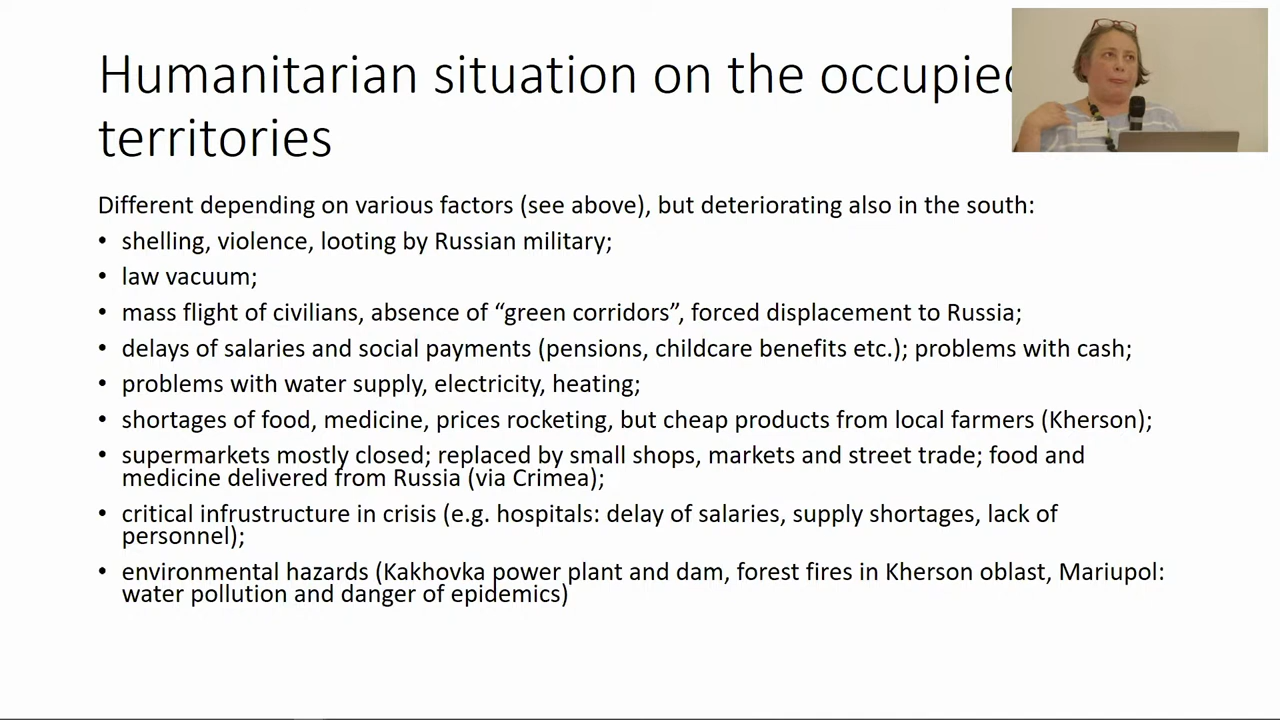 Humanitarian situation on the occupied
territories
Different depending on various factors (see above), but deteriorating also in the south:
• shelling, violence, looting by Russian military;
• law vacuum;
• mass flight of civilians, absence of “green corridors”, forced displacement to Russia;
• delays of salaries and social payments (pensions, childcare benefits etc.); problems with cash;
• problems with water supply, electricity, heating;
• shortages of food, medicine, prices rocketing, but cheap products from local farmers (Kherson);
• supermarkets mostly closed; replaced by small shops, markets and street trade; food and
medicine delivered from Russia (via Crimea);
• critical infrustructure in crisis (e.g. hospitals: delay of salaries, supply shortages, lack of
personnel);
• environmental hazards (Kakhovka power plant and dam, forest fires in Kherson oblast, Mariupol:
water pollution and danger of epidemics)